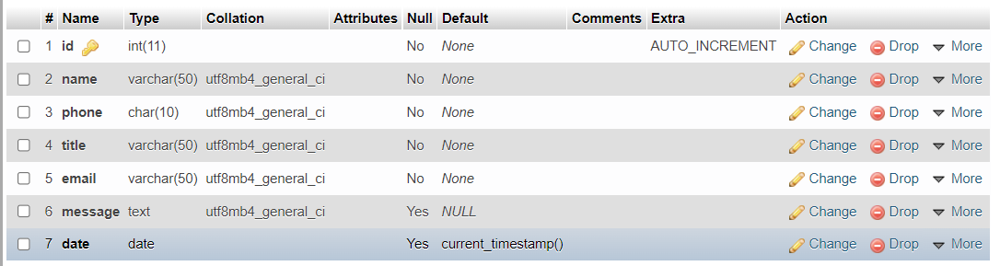 # Name Type Collation Attributes Null Default Comments Extra Action
1 id int(11) No None AUTO_INCREMENT Change Drop More
2 name varchar(50) utf8mb4_general_ci No None Change Drop More
3 phone char(10) utf8mb4_general_ci No None Change Drop More
4 title varchar(50) utf8mb4_general_ci No None Change Drop More
5 email varchar(50) utf8mb4_general_ci No None Change Drop More
6 message text utf8mb4_general_ci Yes NULL Change Drop More
7 date date Yes current_timestamp() Change Drop More